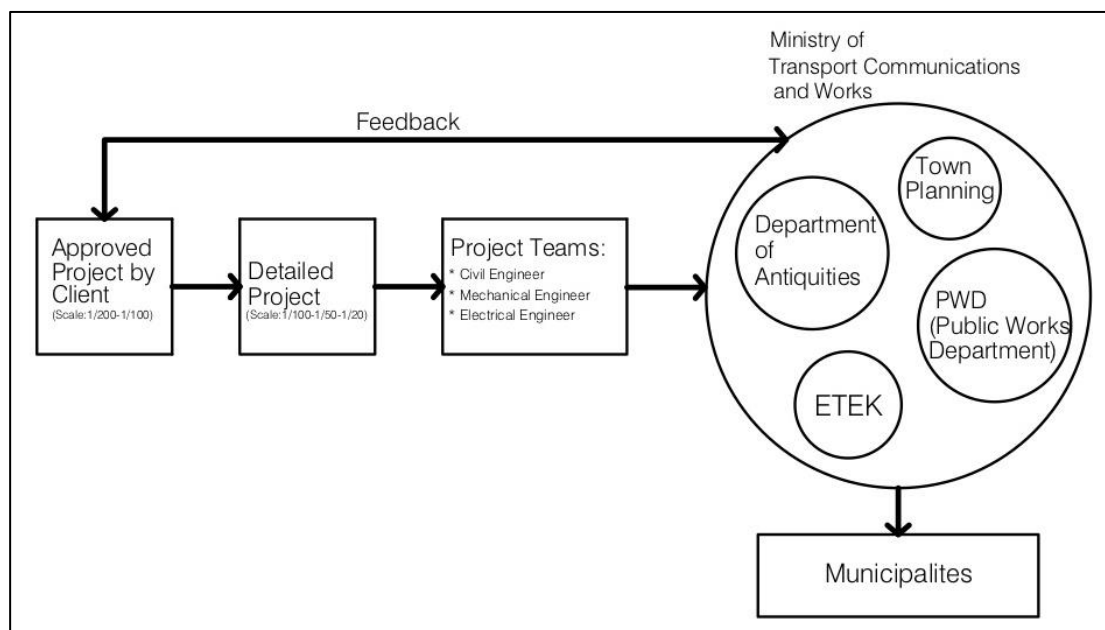 Ministry of
Transport Communications
and Works
Feedback
Approved
Project by
Client
(Scale:1/200-1/100)
Detailed
Project
(Scale:1/100-1/50-1/20)
Project Teams:
* Civil Engineer
* Mechanical Engineer
* Electrical Engineer
Town
Planning
Department
of
Antiquities
PWD
(Public Works
Department)
ETEK
Municipalites